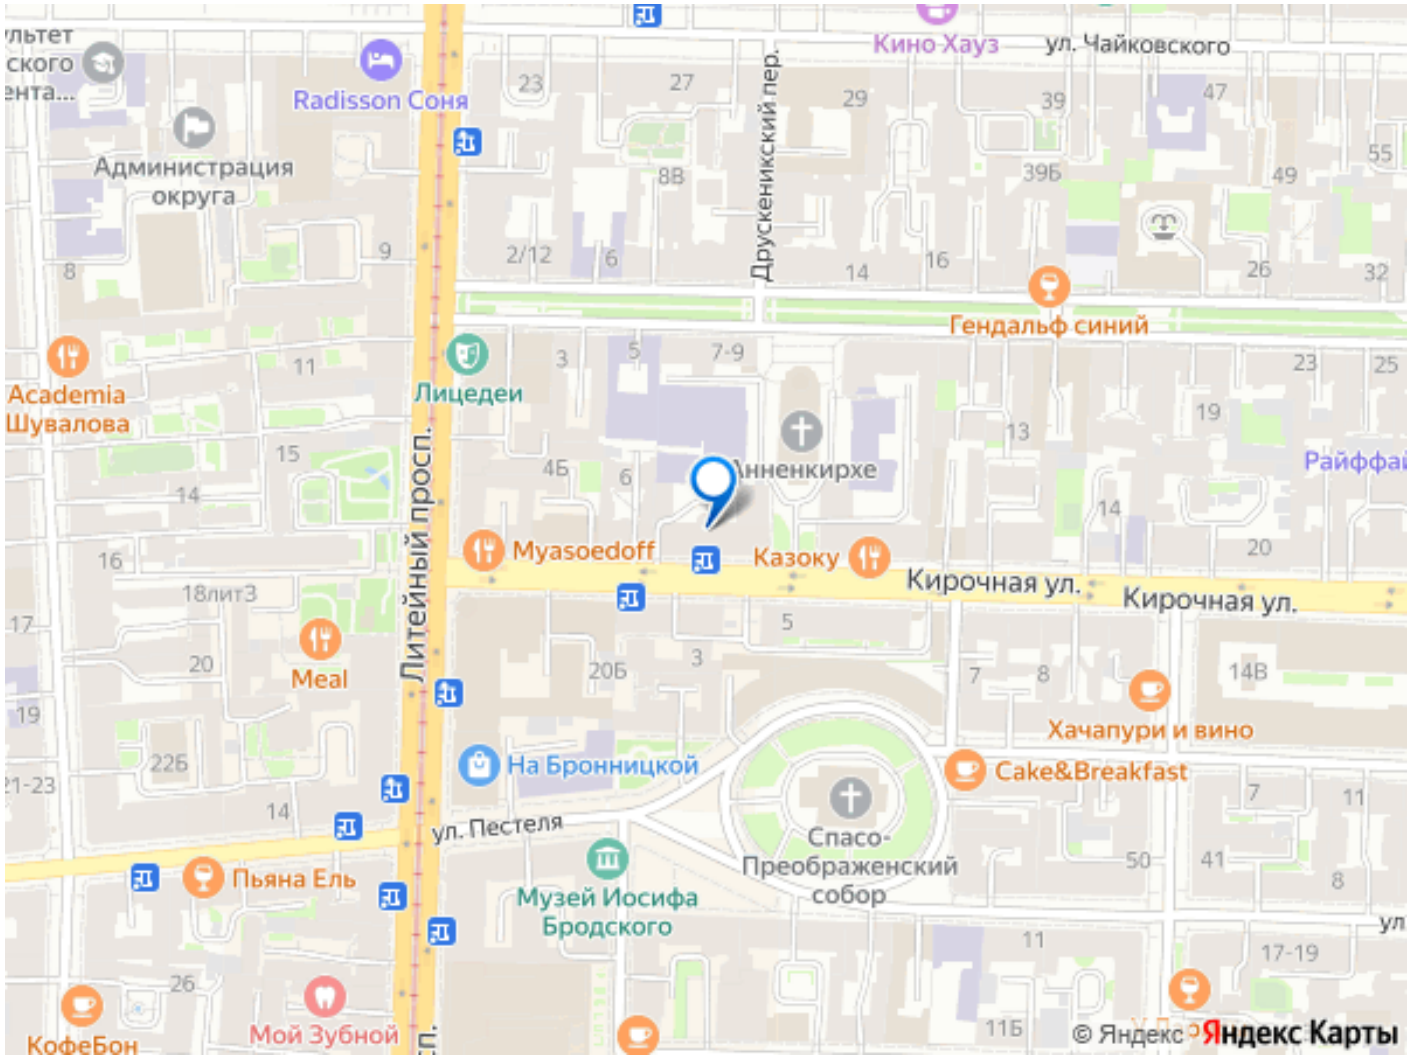 льтет
ского
ента...
Radisson Соня
Кино Хауз
ул. Чайковского
23
27
29
39
47
Администрация
округа
8В
Друскеникский пер.
39Б
55
49
8
9
2/12
6
14
16
26
32
Гендальф синий
11
Лицедеи
3
5
7-9
23
25
Academia
Шувалова
15
14
Литейный просп.
4Б
6
Анненкирхе
13
19
Райффай
14
16
Myasoedoff
Казоку
20
Кирочная ул.
Кирочная ул.
18лит3
17
20
Meal
5
3
20Б
7
8
14В
19
Хачапури и вино
22Б
На Бронницкой
Cake&Breakfast
21-23
14
ул. Пестеля
7
11
Спасо-
Преображенский
собор
50
41
8
Пьяна Ель
Музей Иосифа
Бродского
ул
11
17-19
26
Мой Зубной
КофеБон
сп.
11Б
© Яндекс
Яндекс Карты